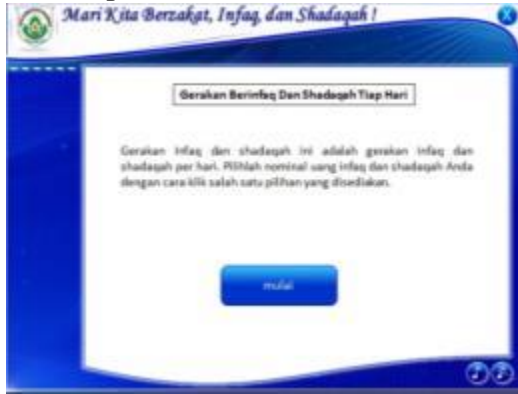 Mari Kita Berzakat, Infaq, dan Shadaqah !
Gerakan Berinfaq Dan Shadaqah Tiap Hari
Gerakan Infaq dan shadaqah ini adalah gerakan infaq dan
shadaqah per hari. Pilihlah nominal uang infaq dan shadaqah Anda
dengan cara klik salah satu pilihan yang disediakan.
mulai